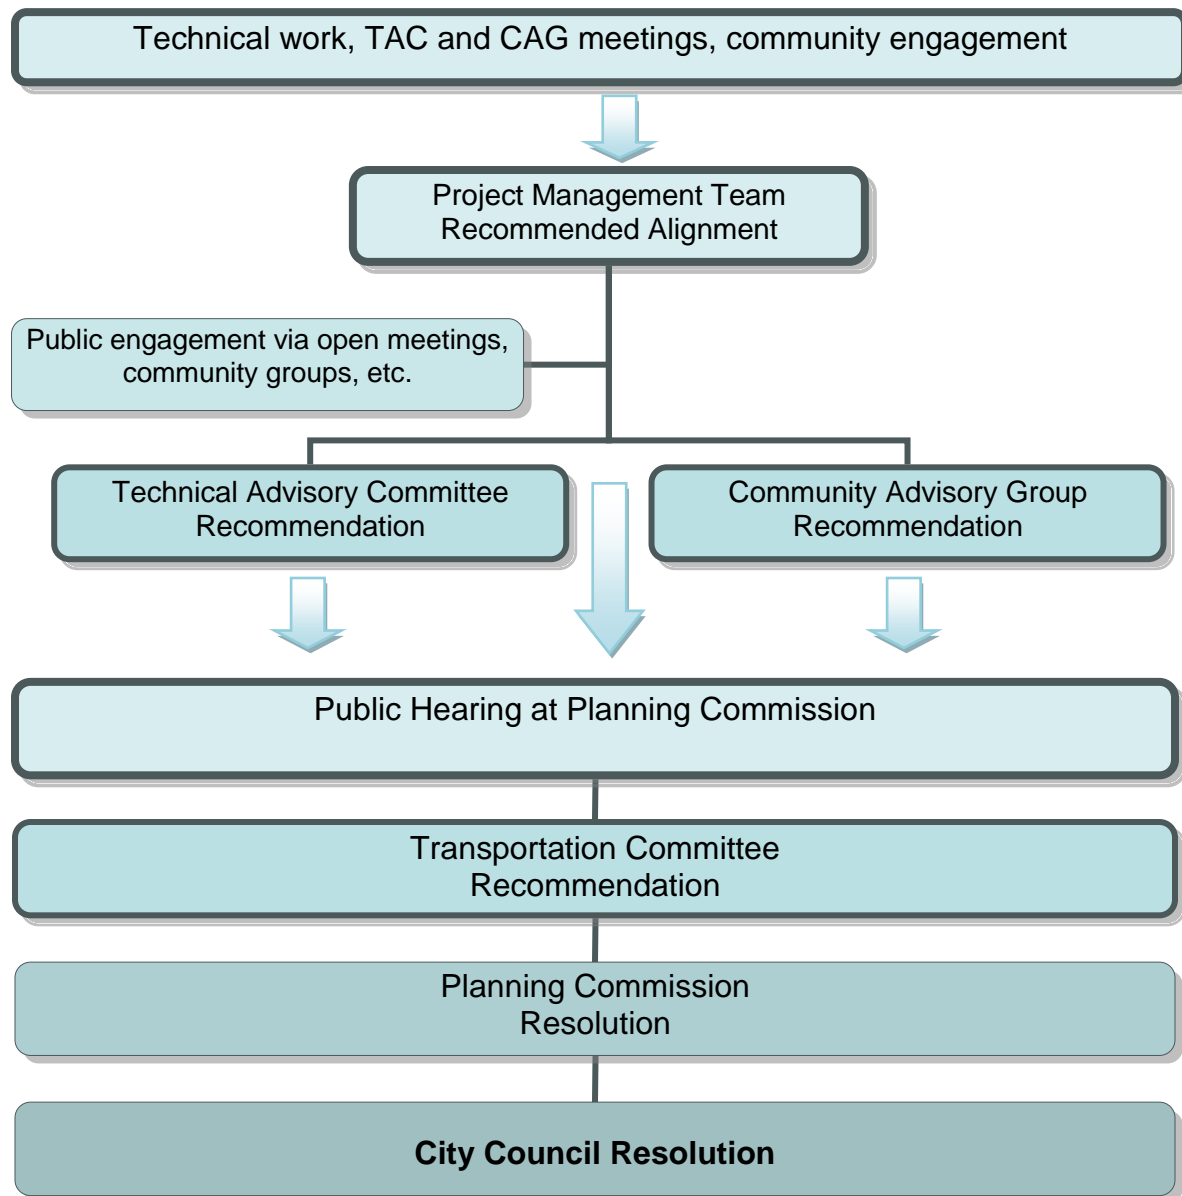 Technical work, TAC and CAG meetings, community engagement
Project Management Team
Recommended Alignment
Public engagement via open meetings,
community groups, etc.
Technical Advisory Committee
Recommendation
Community Advisory Group
Recommendation
Public Hearing at Planning Commission
Transportation Committee
Recommendation
Planning Commission
Resolution
City Council Resolution